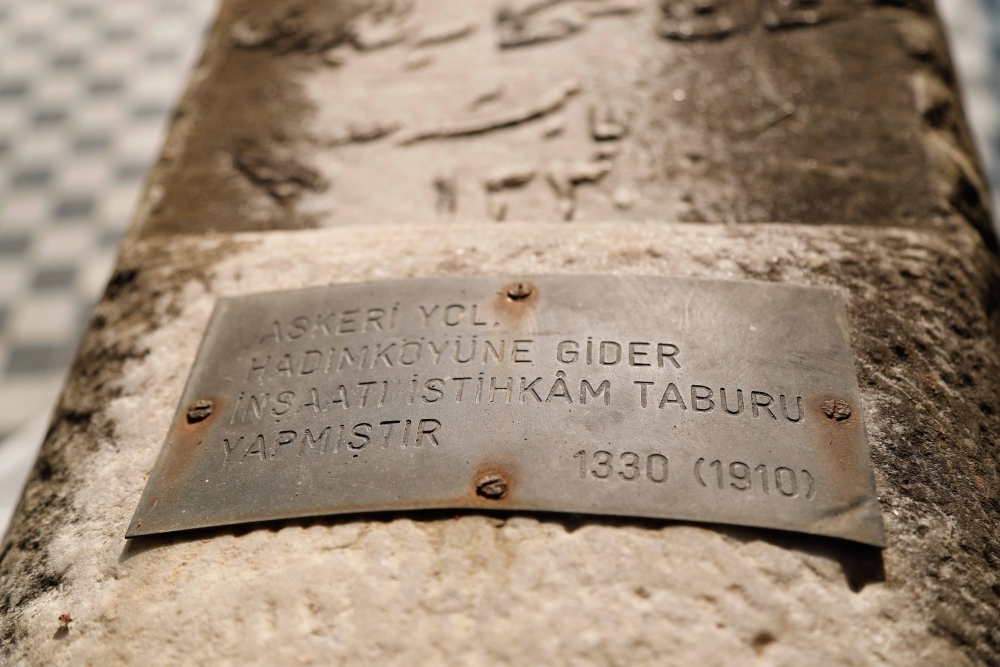 ASKERİ YOL.
HADIMKÖYÜNE GİDER
İNŞAATI İSTİHKÂM TABURU
YAPMIŞTIR
1330 (1910)